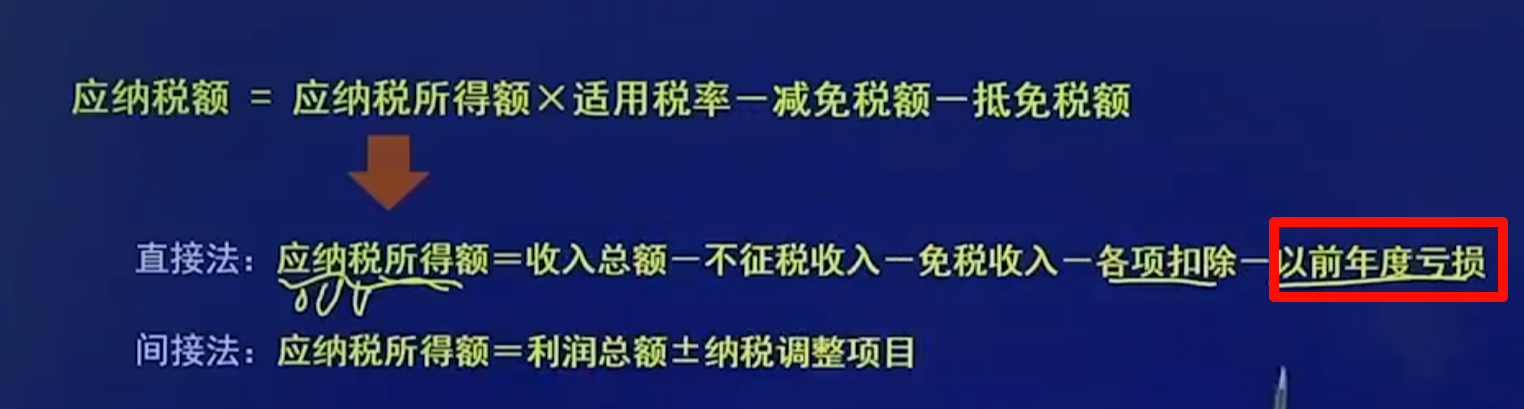 应纳税额 = 应纳税所得额×适用税率－减免税额－抵免税额
直接法：应纳税所得额＝收入总额－不征税收入－免税收入－各项扣除－以前年度亏损
间接法：应纳税所得额＝利润总额±纳税调整项目